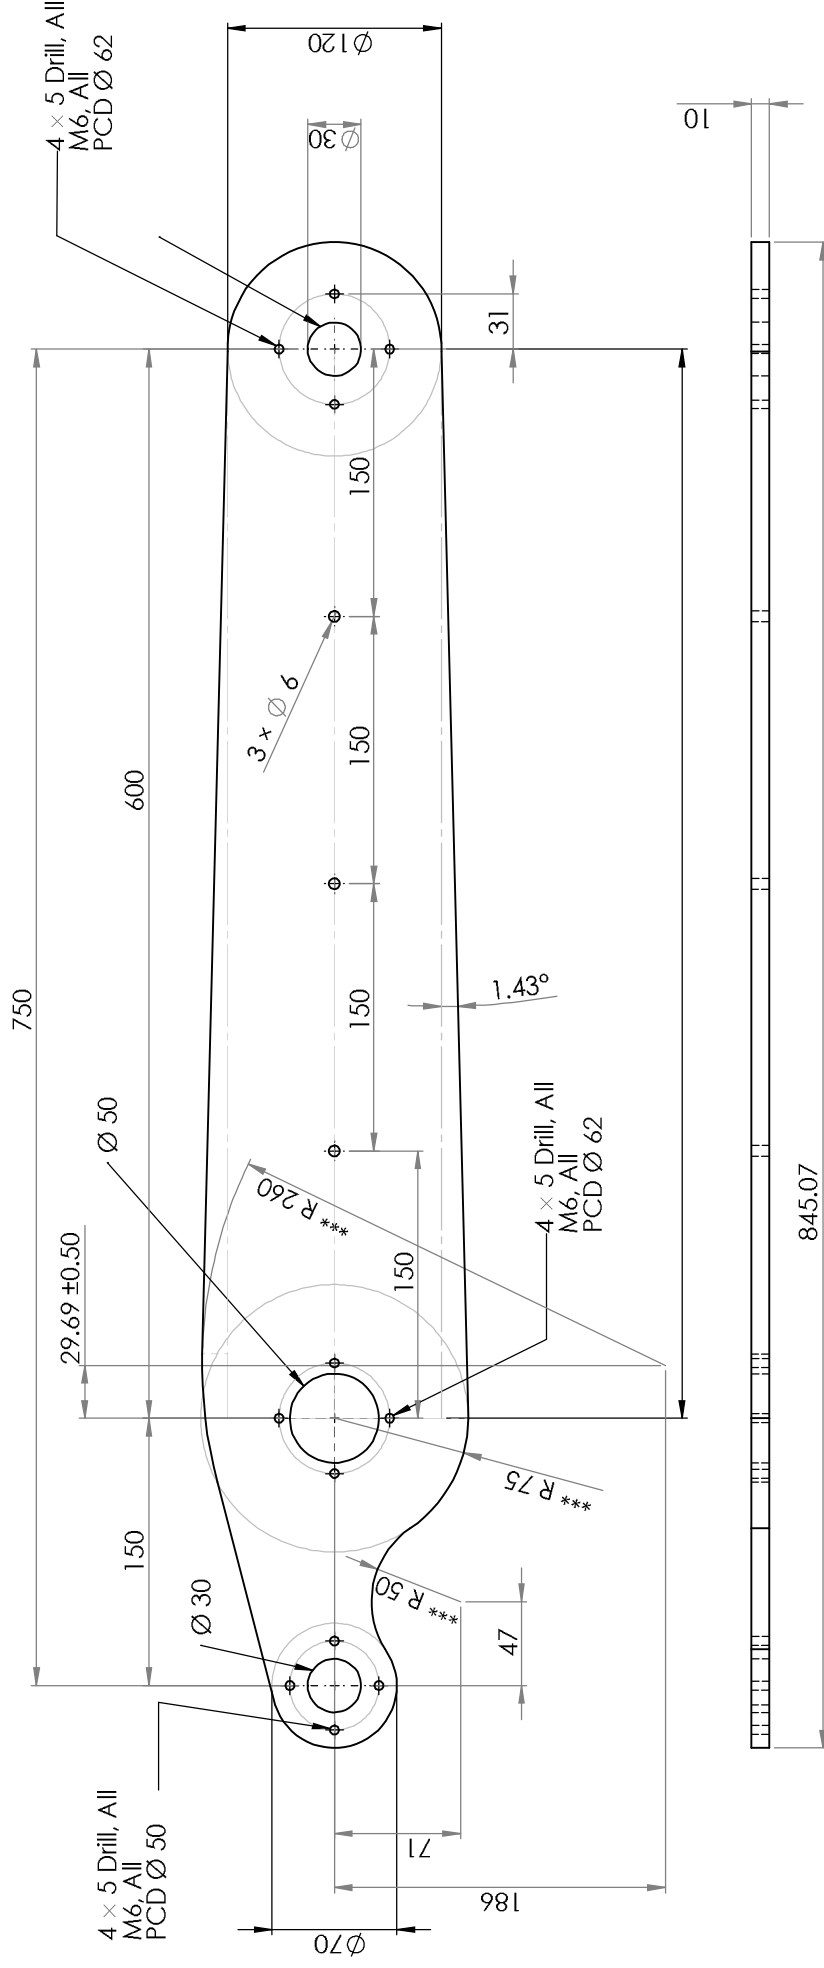 4 × 5 Drill, All
M6, All
PCD Ø 62
Ø120
Ø 30
10
31
150
3 × Ø 6
600
150
750
1.43°
150
Ø 50
4 × 5 Drill, All
M6, All
PCD Ø 62
*** R 260
845.07
29.69 ±0.50
150
*** R 75
150
*** R 50
Ø 30
47
4 × 5 Drill, All
M6, All
PCD Ø 50
71
186
Ø70